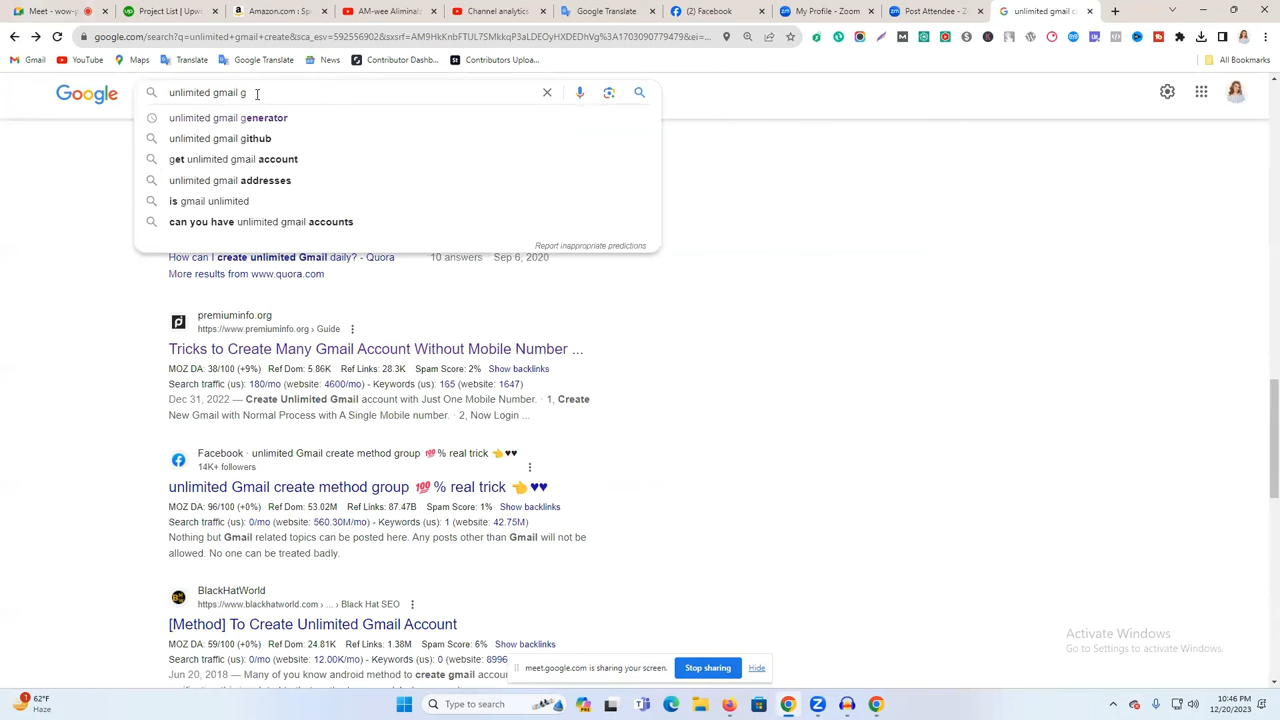 Meet - wow-
Project List |
Amazon.com. S
Gmail - AM-wee Aliminals
Channel analytics
Google Translate
(2) Facebook
My Profile - Zoom
Post Attendee - Z
unlimited gmail c
google.com/search?q=unlimited+gmail+create&sca_esv=592556902&sxsrf=AM9HkKnbFTUL7SMkkqP3aLDEOyHXDEDhVg%3A1703090779479&ei=...
Gmail
YouTube
Maps
Translate
Google Translate
News
Contributor Dashbo...
Contributors Uploa...
All Bookmarks
Google
unlimited gmail g
unlimited gmail generator
unlimited gmail github
get unlimited gmail account
unlimited gmail addresses
is gmail unlimited
can you have unlimited gmail accounts
Report inappropriate predictions
How can I create unlimited Gmail daily? - Quora 10 answers Sep 6, 2020
More results from www.quora.com
premiuminfo.org
https://www.premiuminfo.org › Guide
Tricks to Create Many Gmail Account Without Mobile Number ...
MOZ DA: 38/100 (+9%) Ref Dom: 5.86K Ref Links: 28.3K Spam Score: 2% Show backlinks
Search traffic (us): 180/mo (website: 4600/mo) - Keywords (us): 165 (website: 1647)
Dec 31, 2022 — Create Unlimited Gmail account with Just One Mobile Number. · 1, Create
New Gmail with Normal Process with A Single Mobile number. · 2, Now Login ...
Facebook · unlimited Gmail create method group 💯% real trick 👈♥♥
14K+ followers
unlimited Gmail create method group 💯% real trick 👈♥♥
MOZ DA: 96/100 (+0%) Ref Dom: 53.02M Ref Links: 87.47B Spam Score: 1% Show backlinks
Search traffic (us): 0/mo (website: 560.30M/mo) - Keywords (us): 1 (website: 42.75M)
Nothing but Gmail related topics can be posted here. Any posts other than Gmail will not be
allowed. No one can be treated badly.
BlackHatWorld
https://www.blackhatworld.com › ... › Black Hat SEO
[Method] To Create Unlimited Gmail Account
MOZ DA: 59/100 (+0%) Ref Dom: 24.81K Ref Links: 1.38M Spam Score: 6% Show backlinks
Search traffic (us): 0/mo (website: 12.00K/mo) - Keywords (us): 0 (website: 8996
Jun 20, 2018 — Many of you know android method to create gmail accou
meet.google.com is sharing your screen.
Stop sharing
Hide
Activate Windows
Go to Settings to activate Windows.
62°F
Haze
Type to search
10:46 PM
12/20/2023